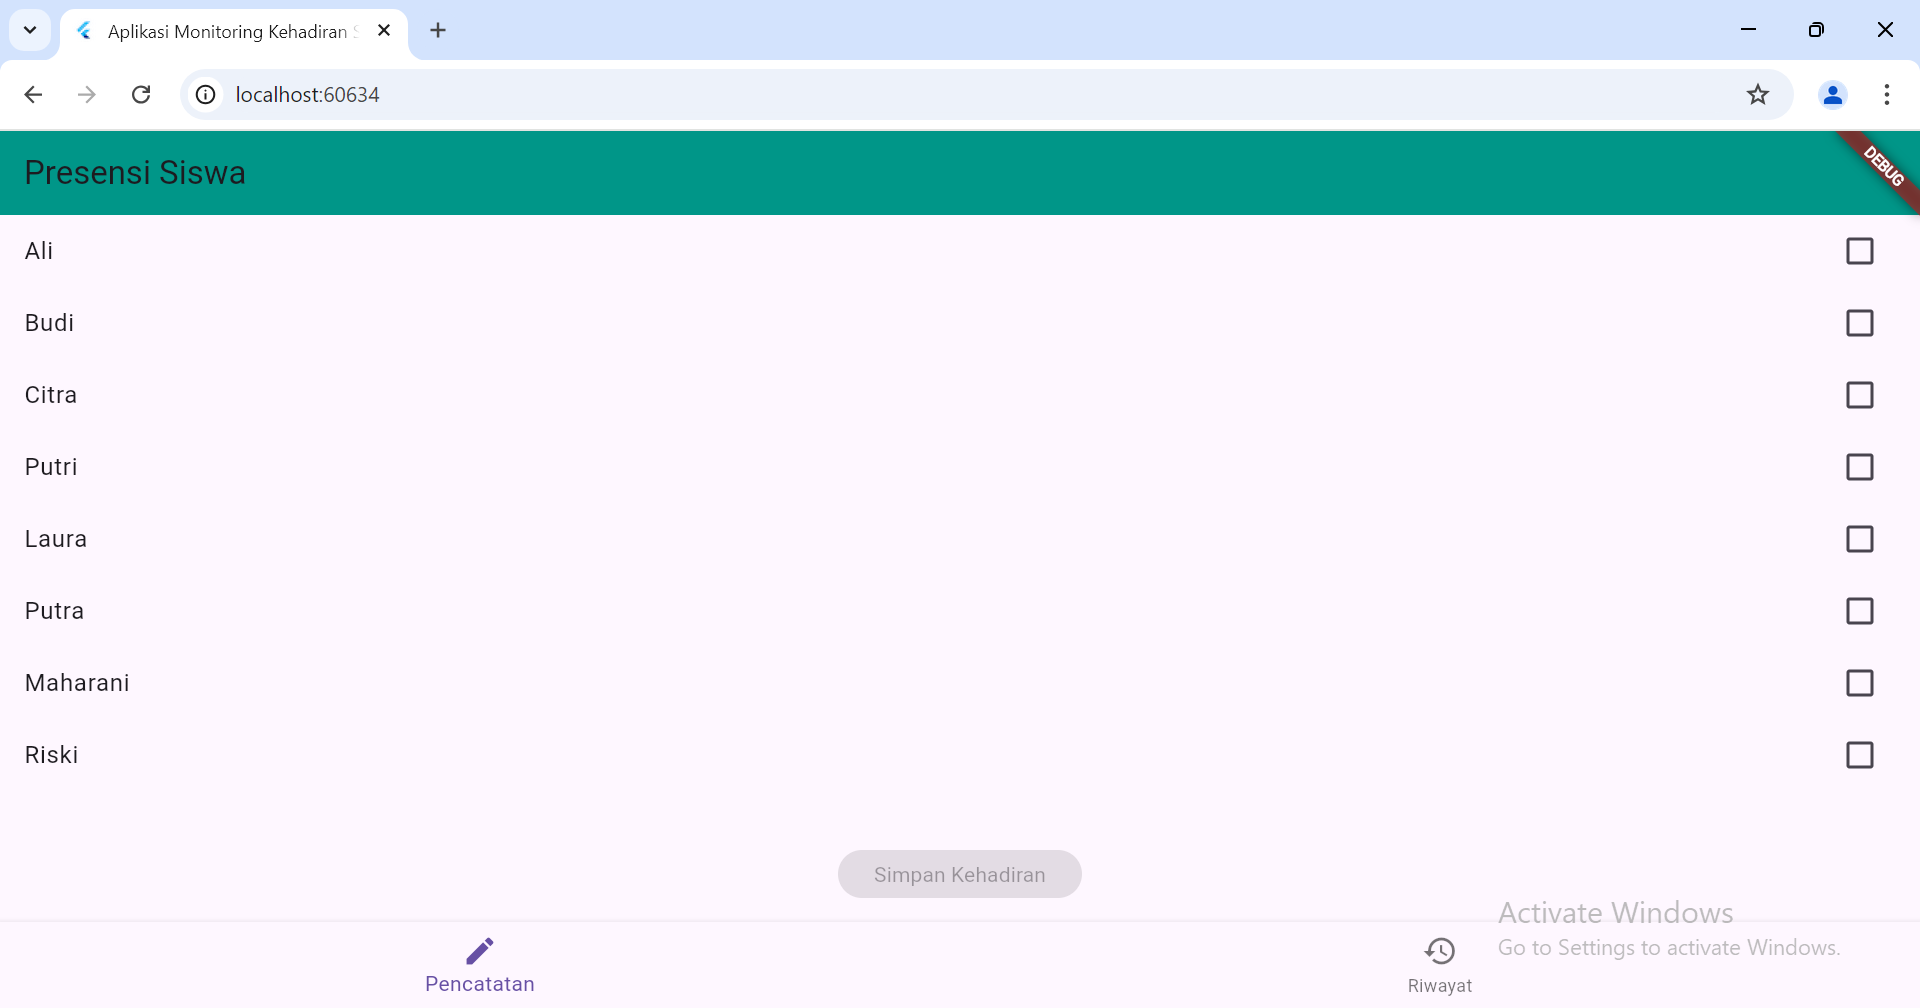 Aplikasi Monitoring Kehadiran S
localhost:60634
Presensi Siswa
DEBUG
Ali
Budi
Citra
Putri
Laura
Putra
Maharani
Riski
Simpan Kehadiran
Activate Windows
Go to Settings to activate Windows.
Pencatatan
Riwayat